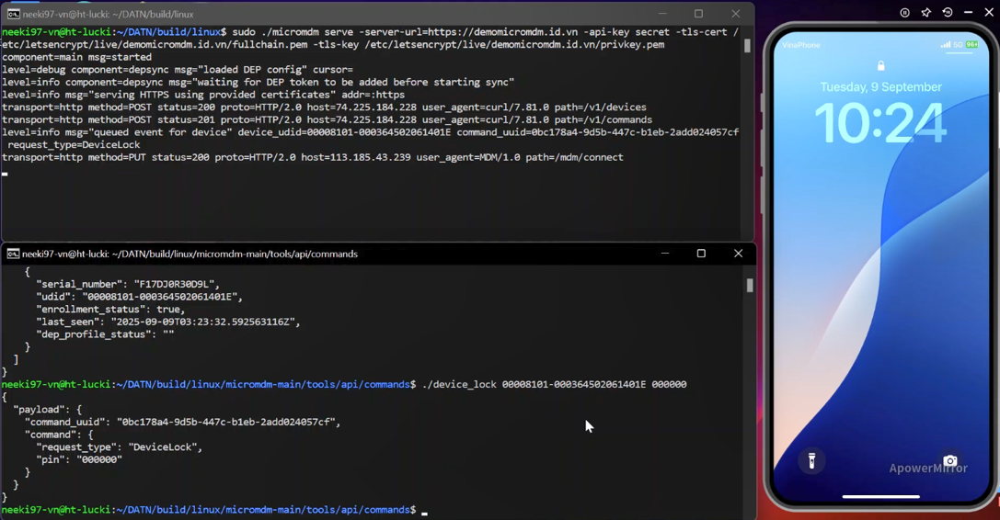 neeki97-vn@ht-lucki: ~/DATN/build/linux
neeki97-vn@ht-lucki:~/DATN/build/linux$ sudo ./micromdm serve -server-url=https://demomicromdm.id.vn -api-key secret -tls-cert /
etc/letsencrypt/live/demomicromdm.id.vn/fullchain.pem -tls-key /etc/letsencrypt/live/demomicromdm.id.vn/privkey.pem
component=main msg=started
level=debug component=depsync msg="loaded DEP config" cursor=
level=info component=depsync msg="waiting for DEP token to be added before starting sync"
level=info msg="serving HTTPS using provided certificates" addr=:https
transport=http method=POST status=200 proto=HTTP/2.0 host=74.225.184.228 user_agent=curl/7.81.0 path=/v1/devices
transport=http method=POST status=201 proto=HTTP/2.0 host=74.225.184.228 user_agent=curl/7.81.0 path=/v1/commands
level=info msg="queued event for device" device_udid=00008101-000364502061401E command_uuid=0bc178a4-9d5b-447c-b1eb-2add024057cf
request_type=DeviceLock
transport=http method=PUT status=200 proto=HTTP/2.0 host=113.185.43.239 user_agent=MDM/1.0 path=/mdm/connect
neeki97-vn@ht-lucki: ~/DATN/build/linux/micromdm-main/tools/api/commands
{
"serial_number": "F17DJ0R30D9L",
"udid": "00008101-000364502061401E",
"enrollment_status": true,
"last_seen": "2025-09-09T03:23:32.592563116Z",
"dep_profile_status": ""
}
]
}
neeki97-vn@ht-lucki:~/DATN/build/linux/micromdm-main/tools/api/commands$ ./device_lock 00008101-000364502061401E 000000
{
"payload": {
"command_uuid": "0bc178a4-9d5b-447c-b1eb-2add024057cf",
"command": {
"request_type": "DeviceLock",
"pin": "000000"
}
}
}
neeki97-vn@ht-lucki:~/DATN/build/linux/micromdm-main/tools/api/commands$
VinaPhone 5G 96
Tuesday, 9 September
10:24
ApowerMirror